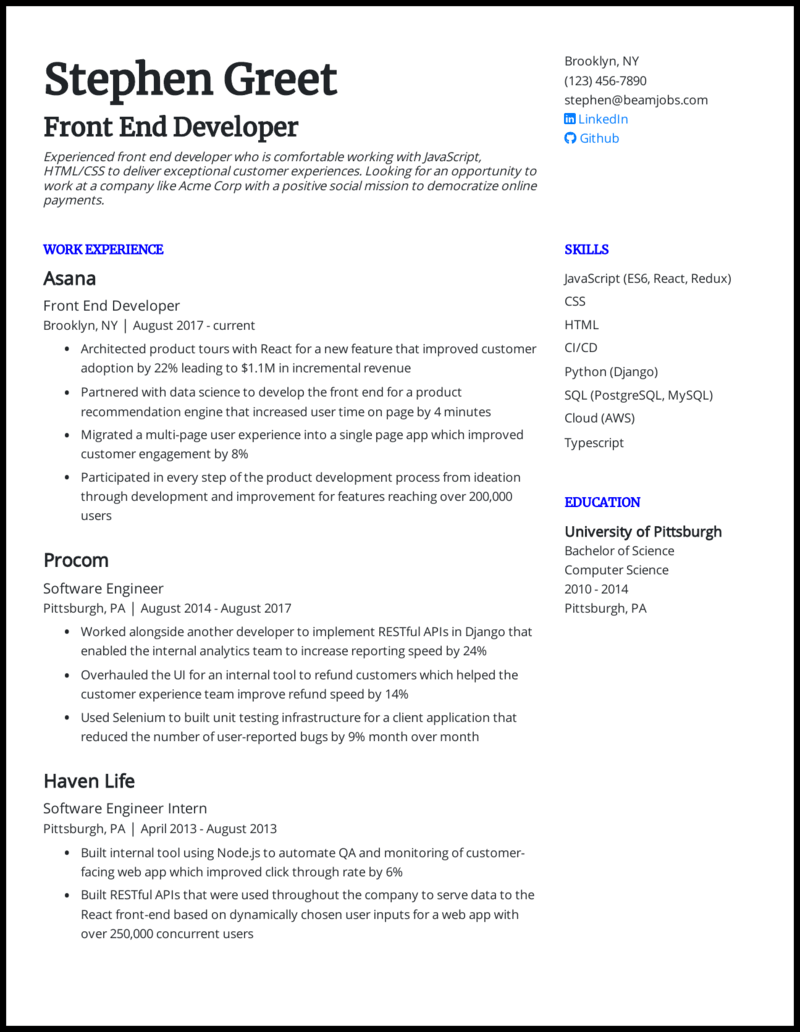 Stephen Greet
Front End Developer
Experienced front end developer who is comfortable working with JavaScript,
HTML/CSS to deliver exceptional customer experiences. Looking for an opportunity to
work at a company like Acme Corp with a positive social mission to democratize online
payments.
Brooklyn, NY
(123) 456-7890
stephen@beamjobs.com
LinkedIn
Github
WORK EXPERIENCE
Asana
Front End Developer
Brooklyn, NY | August 2017 - current
• Architected product tours with React for a new feature that improved customer
adoption by 22% leading to $1.1M in incremental revenue
• Partnered with data science to develop the front end for a product
recommendation engine that increased user time on page by 4 minutes
• Migrated a multi-page user experience into a single page app which improved
customer engagement by 8%
• Participated in every step of the product development process from ideation
through development and improvement for features reaching over 200,000
users
Procom
Software Engineer
Pittsburgh, PA | August 2014 - August 2017
• Worked alongside another developer to implement RESTful APIs in Django that
enabled the internal analytics team to increase reporting speed by 24%
• Overhauled the UI for an internal tool to refund customers which helped the
customer experience team improve refund speed by 14%
• Used Selenium to built unit testing infrastructure for a client application that
reduced the number of user-reported bugs by 9% month over month
Haven Life
Software Engineer Intern
Pittsburgh, PA | April 2013 - August 2013
• Built internal tool using Node.js to automate QA and monitoring of customer-
facing web app which improved click through rate by 6%
• Built RESTful APIs that were used throughout the company to serve data to the
React front-end based on dynamically chosen user inputs for a web app with
over 250,000 concurrent users
SKILLS
JavaScript (ES6, React, Redux)
CSS
HTML
CI/CD
Python (Django)
SQL (PostgreSQL, MySQL)
Cloud (AWS)
Typescript
EDUCATION
University of Pittsburgh
Bachelor of Science
Computer Science
2010 - 2014
Pittsburgh, PA